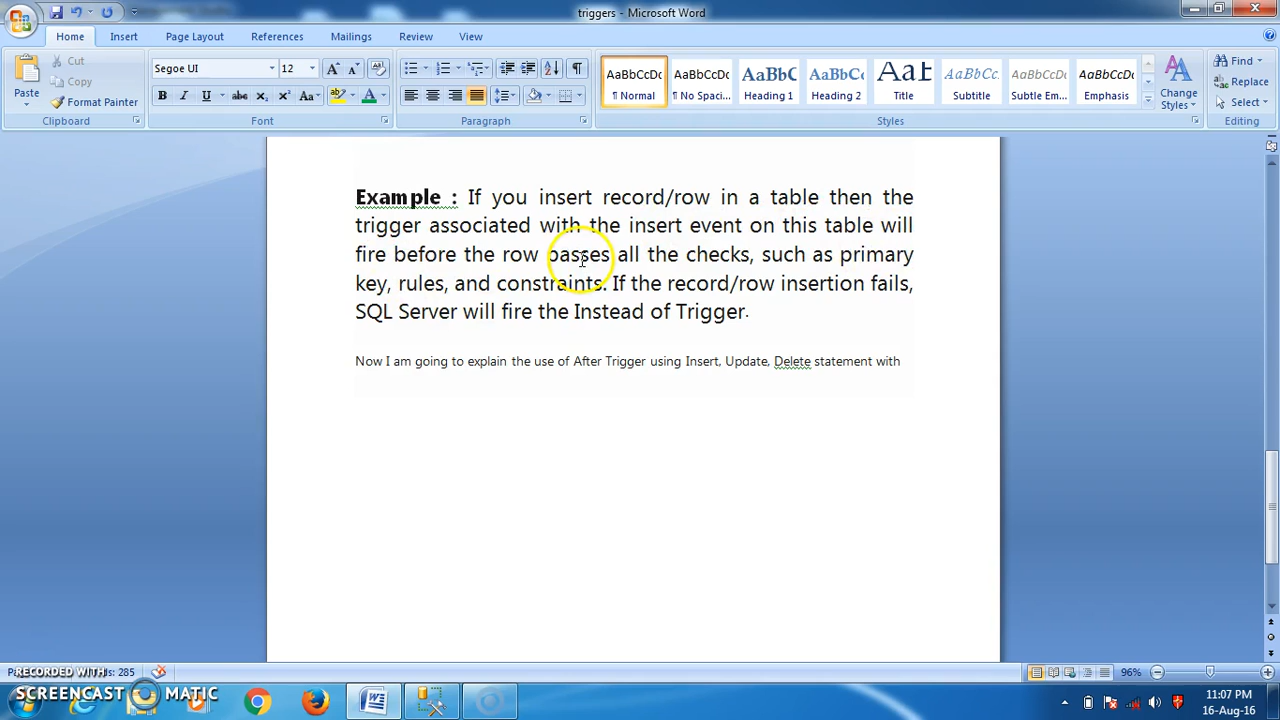 triggers - Microsoft Word
Home Insert Page Layout References Mailings Review View
Paste Cut Copy Format Painter Clipboard
Segoe UI 12 Font
Paragraph
AaBbCcDc ¶ Normal AaBbCcDc ¶ No Spaci... AaBbC Heading 1 AaBbCc Heading 2 AaB Title AaBbCc. Subtitle AaBbCcDc Subtle Em... AaBbCcDc Emphasis Change Styles Styles
Find Replace Select Editing
Example : If you insert record/row in a table then the
trigger associated with the insert event on this table will
fire before the row passes all the checks, such as primary
key, rules, and constraints. If the record/row insertion fails,
SQL Server will fire the Instead of Trigger.
Now I am going to explain the use of After Trigger using Insert, Update, Delete statement with
285 96%
RECORDED WITH
SCREENCAST MATIC
11:07 PM
16-Aug-16